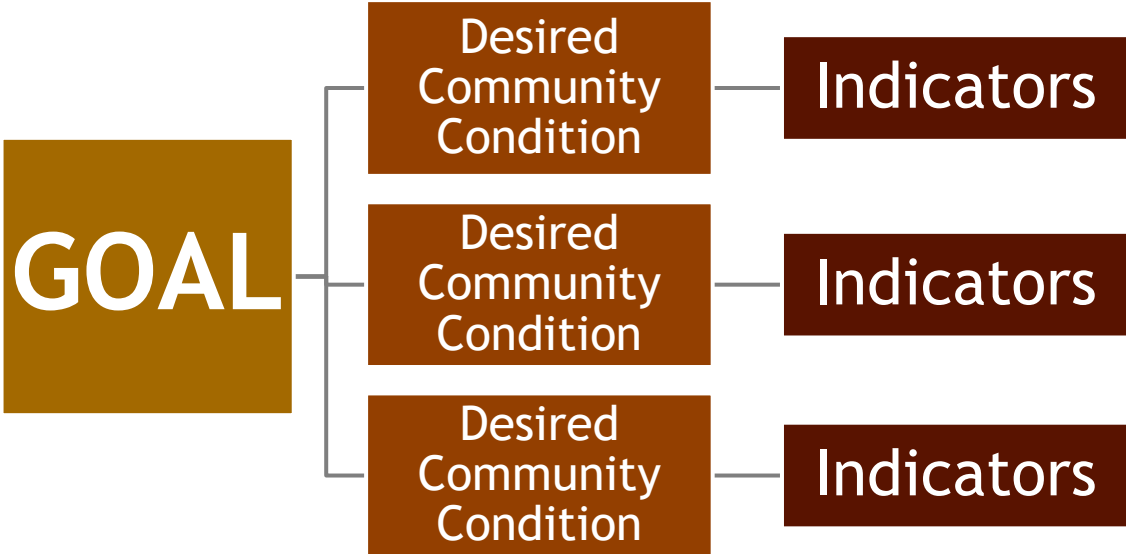 GOAL
Desired
Community
Condition
Indicators
Desired
Community
Condition
Indicators
Desired
Community
Condition
Indicators